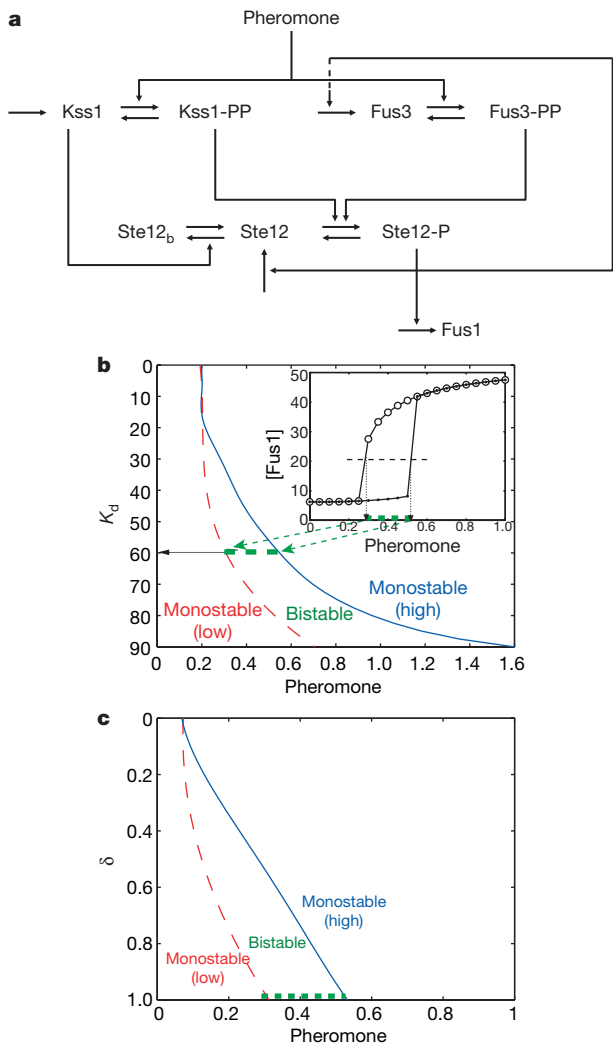 a
Pheromone
Kss1 Kss1-PP Fus3 Fus3-PP
Ste12b Ste12 Ste12-P
Fus1
b
0
10
20
30
40
50
60
70
80
90
Kd
0 0.2 0.4 0.6 0.8 1.0 1.2 1.4 1.6
Pheromone
Monostable
(low)
Bistable
Monostable
(high)
50
40
30
20
10
0
[Fus1]
0 0.2 0.4 0.6 0.8 1.0
Pheromone
c
0
0.2
0.4
0.6
0.8
1.0
δ
Monostable
(high)
Bistable
Monostable
(low)
0 0.2 0.4 0.6 0.8 1
Pheromone